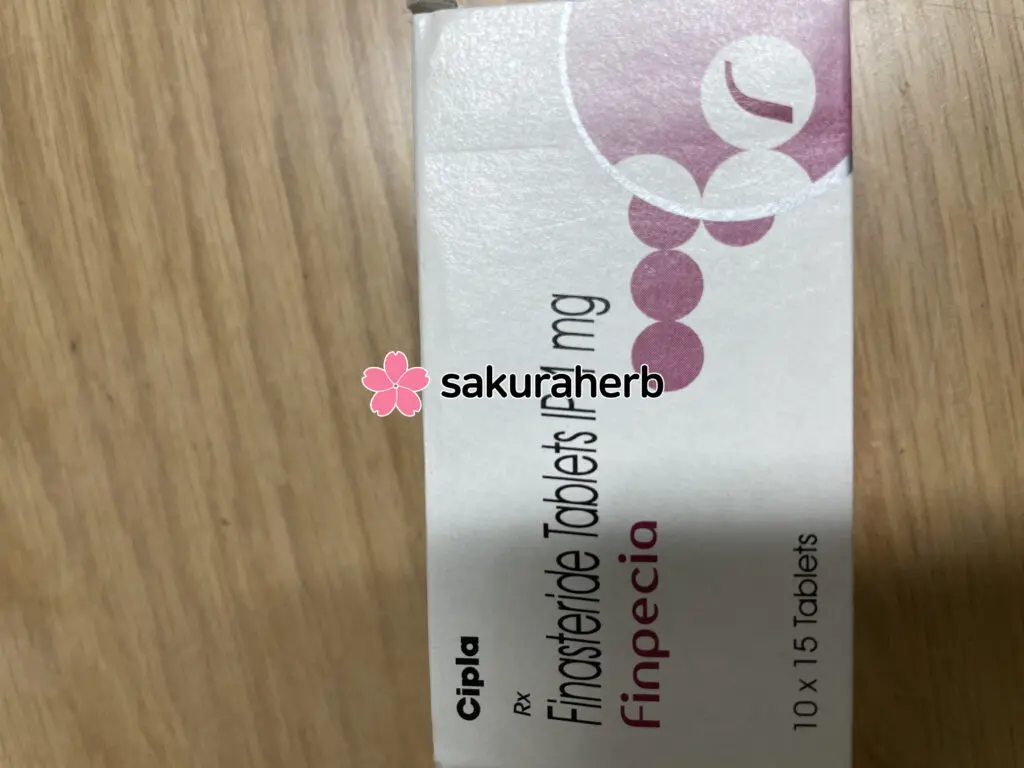 Cipla
Rx
Finasteride Tablets IP 1 mg
Finpecia
10 x 15 Tablets
sakuraherb